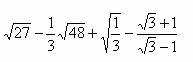 √27 − 1/3 √48 + √(1/3) − (√3 + 1)/(√3 − 1)